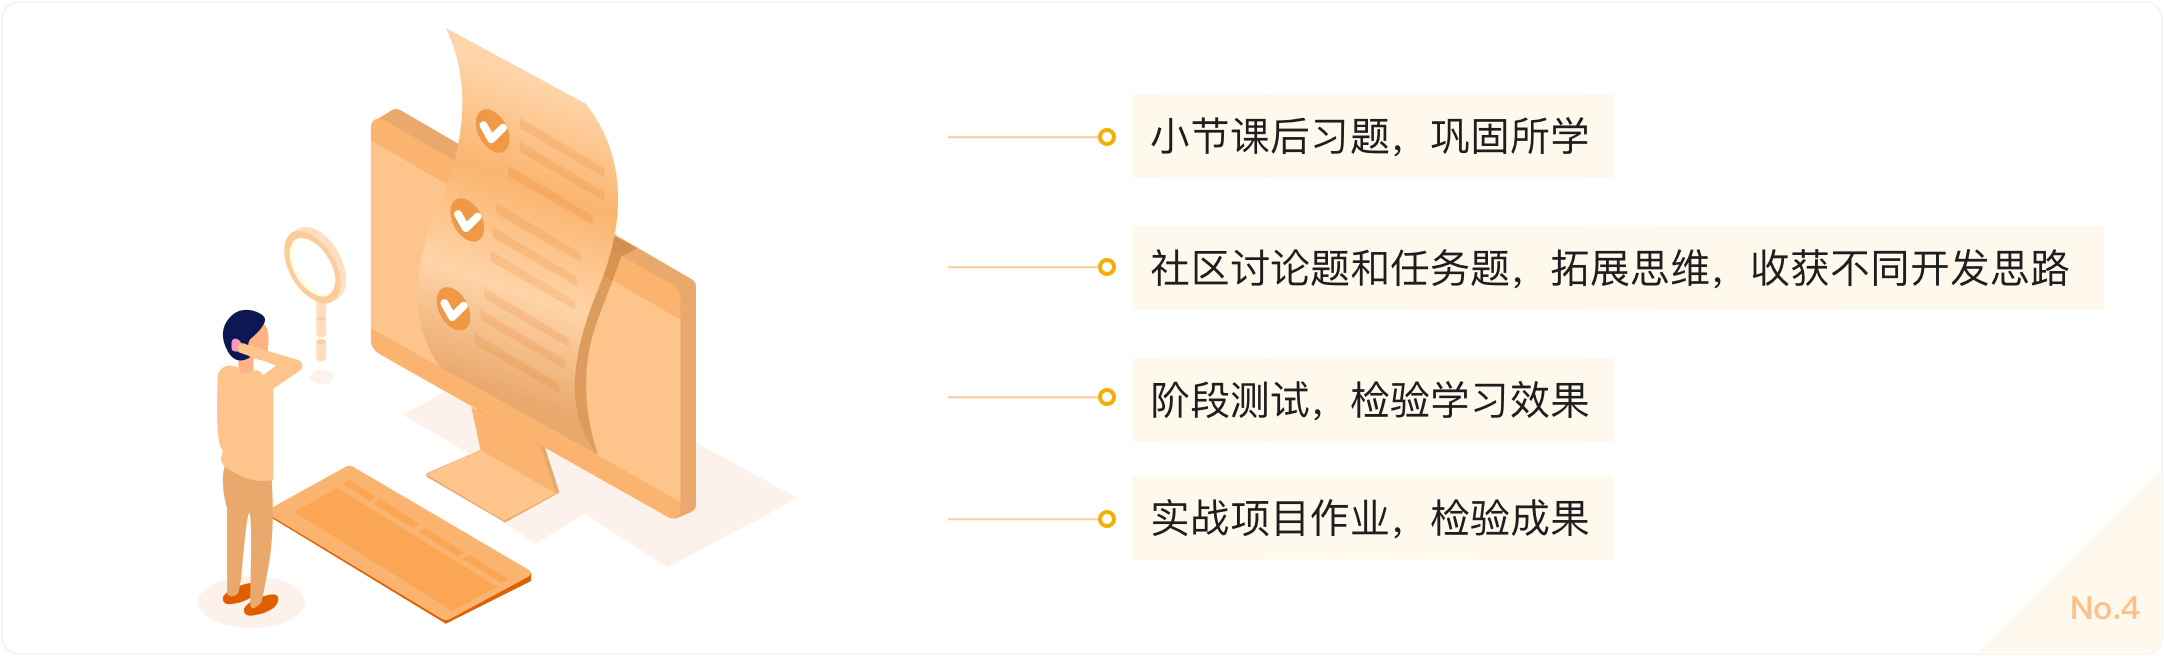 小节课后习题，巩固所学
社区讨论题和任务题，拓展思维，收获不同开发思路
阶段测试，检验学习效果
实战项目作业，检验成果
No.4